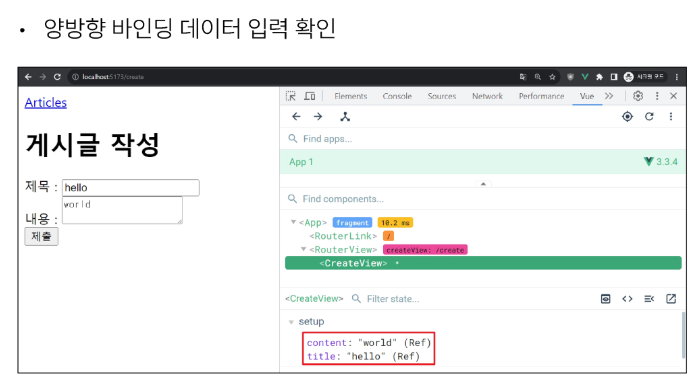 • 양방향 바인딩 데이터 입력 확인
localhost:5173/create
Elements Console Sources Network Performance Vue
Articles
게시글 작성
제목 : hello
world
내용 :
제출
Find apps...
App 1 3.3.4
Find components...
<App> fragment 10.2 ms
<RouterLink> /
<RouterView> createView: /create
<CreateView>
<CreateView> Filter state...
setup
content: "world" (Ref)
title: "hello" (Ref)